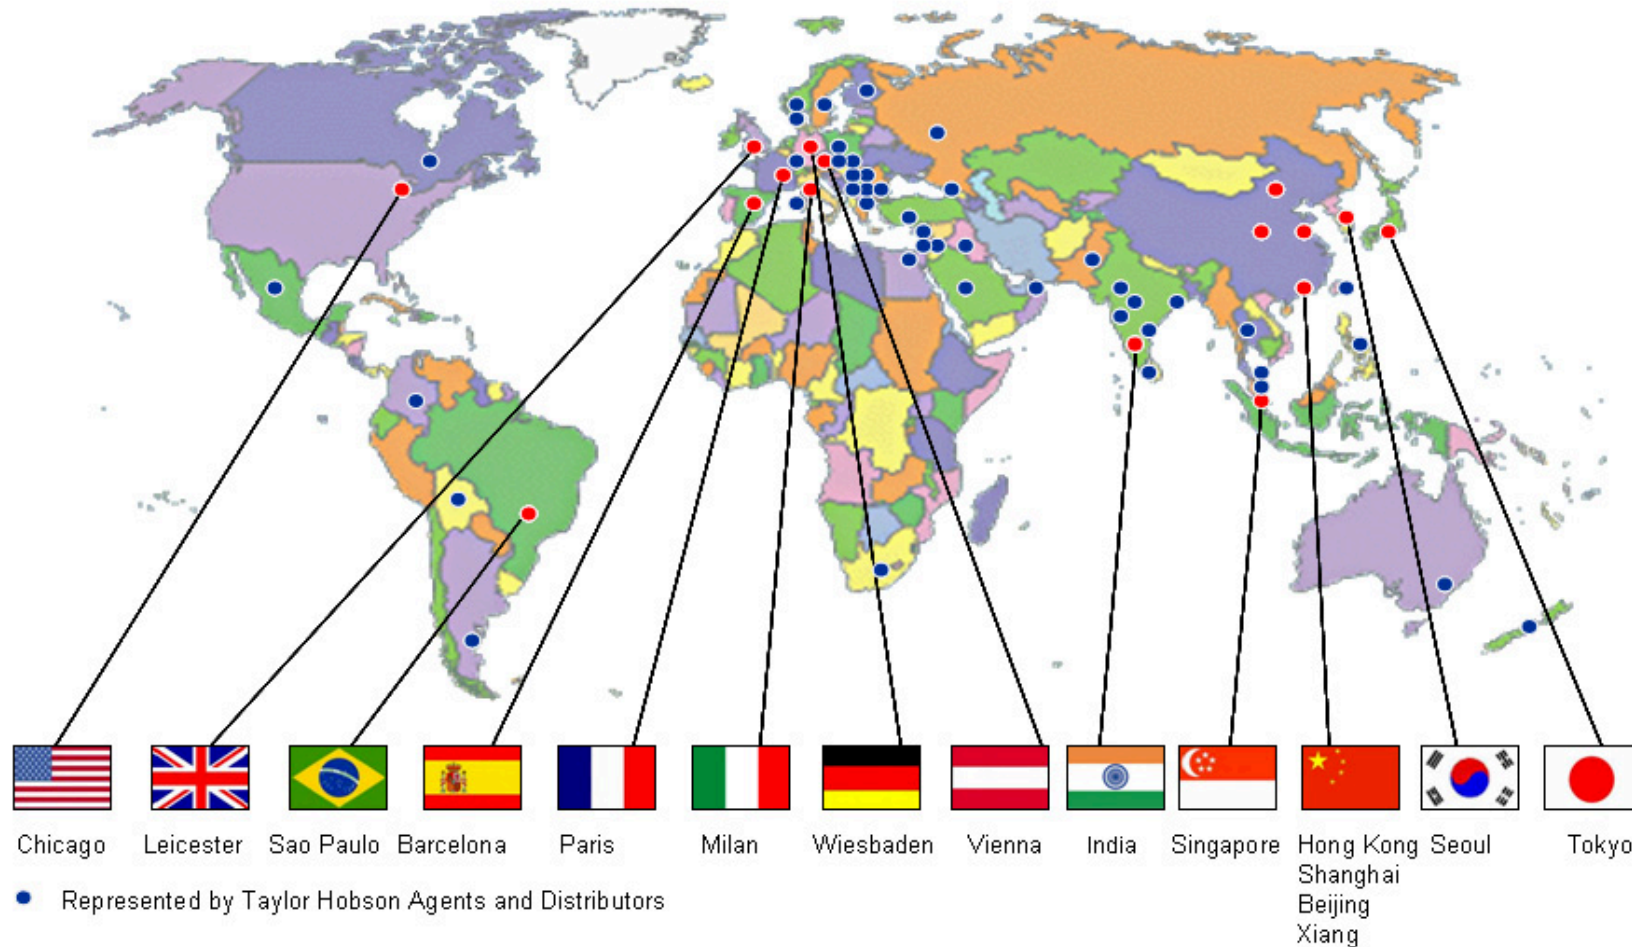 Chicago
Leicester
Sao Paulo
Barcelona
Paris
Milan
Wiesbaden
Vienna
India
Singapore
Hong Kong
Shanghai
Beijing
Xiang
Seoul
Tokyo
Represented by Taylor Hobson Agents and Distributors